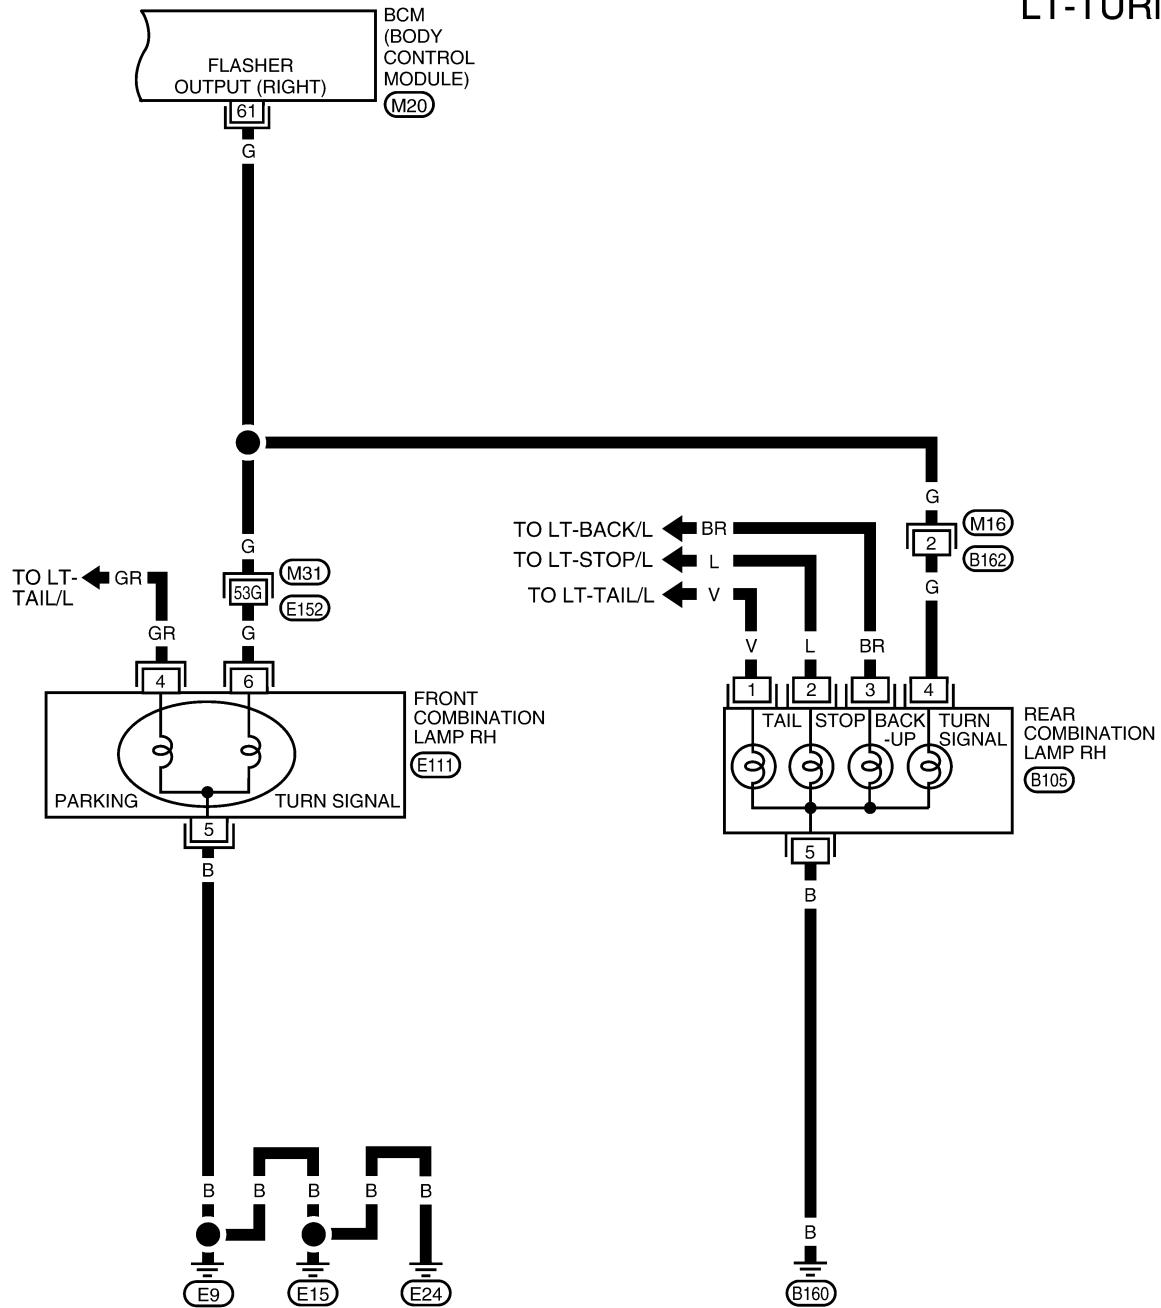 LT-TURN
BCM
(BODY
CONTROL
MODULE)
M20
FLASHER
OUTPUT (RIGHT)
61
G
G
G
M16
2
B162
G
TO LT-BACK/L
BR
TO LT-STOP/L
L
TO LT-TAIL/L
V
M31
53G
E152
G
TO LT-
TAIL/L
GR
GR
4
6
FRONT
COMBINATION
LAMP RH
E111
PARKING
TURN SIGNAL
5
B
V
L
BR
1
2
3
4
TAIL
STOP
BACK
-UP
TURN
SIGNAL
REAR
COMBINATION
LAMP RH
B105
5
B
B
B
B
B
B
B
E9
E15
E24
B160